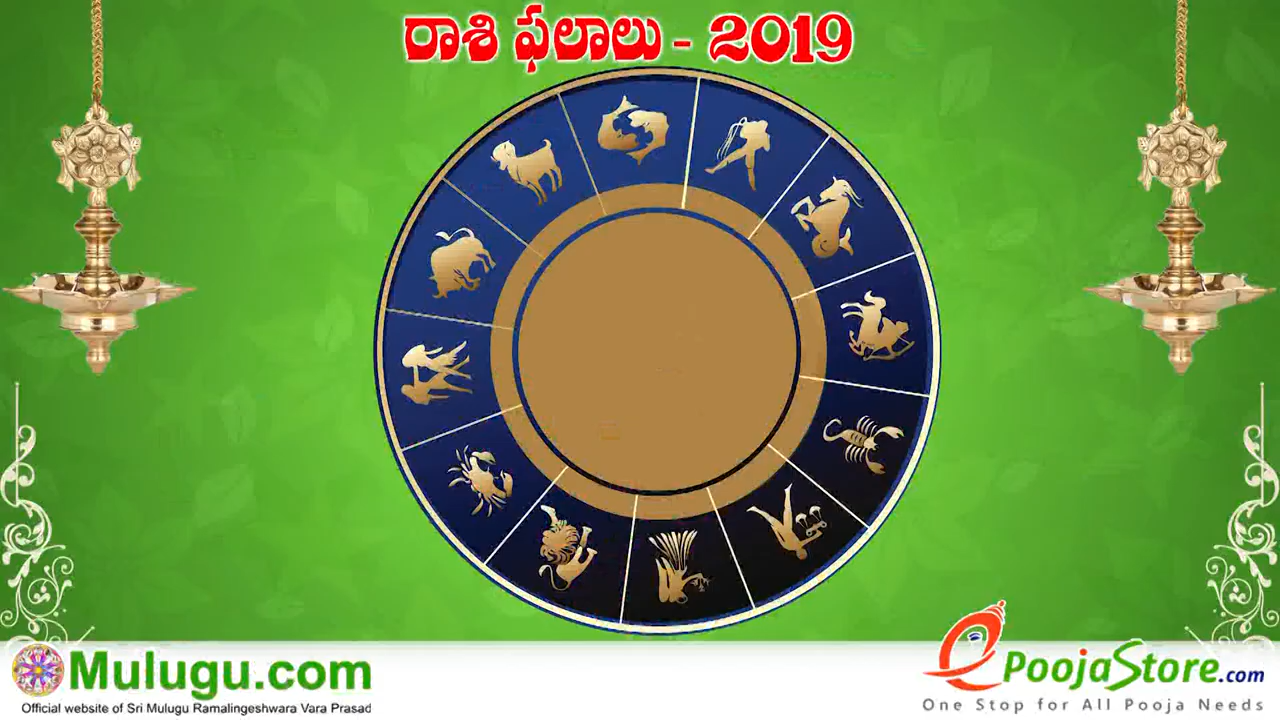 రాశి ఫలాలు - 2019
Mulugu.com
Official website of Sri Mulugu Ramalingeshwara Vara Prasad
ePoojaStore.com
One Stop for All Pooja Needs